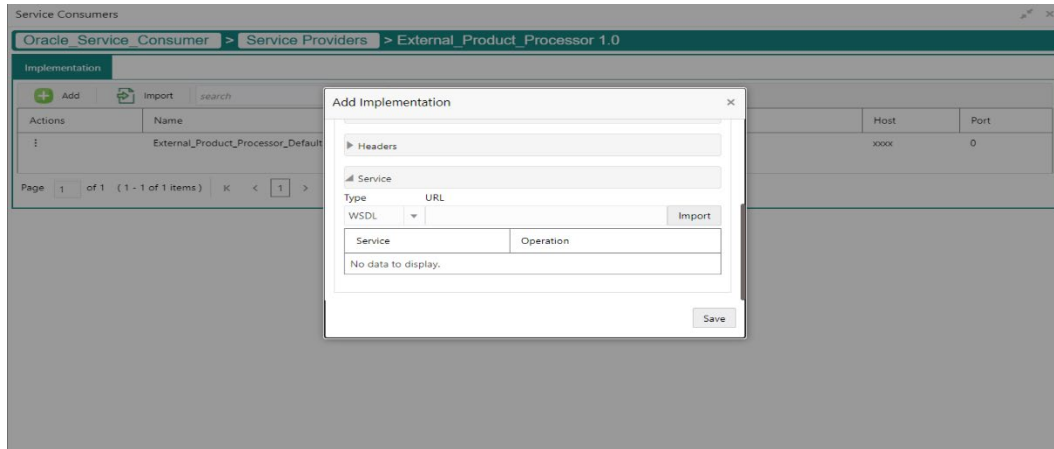 Service Consumers
Oracle_Service_Consumer > Service Providers > External_Product_Processor 1.0
Implementation
Add Import search
Actions Name Host Port
External_Product_Processor_Default xxxx 0
Page 1 of 1 (1 - 1 of 1 items) K < 1 >
Add Implementation ×
Headers
Service
Type URL
WSDL Import
Service Operation
No data to display.
Save